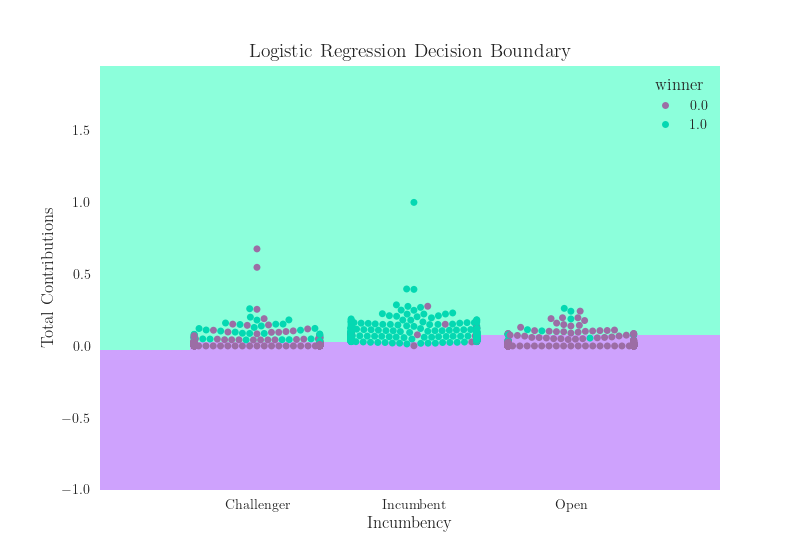 Logistic Regression Decision Boundary
winner
0.0
1.0
1.5
1.0
0.5
0.0
−0.5
−1.0
Total Contributions
Challenger
Incumbent
Open
Incumbency